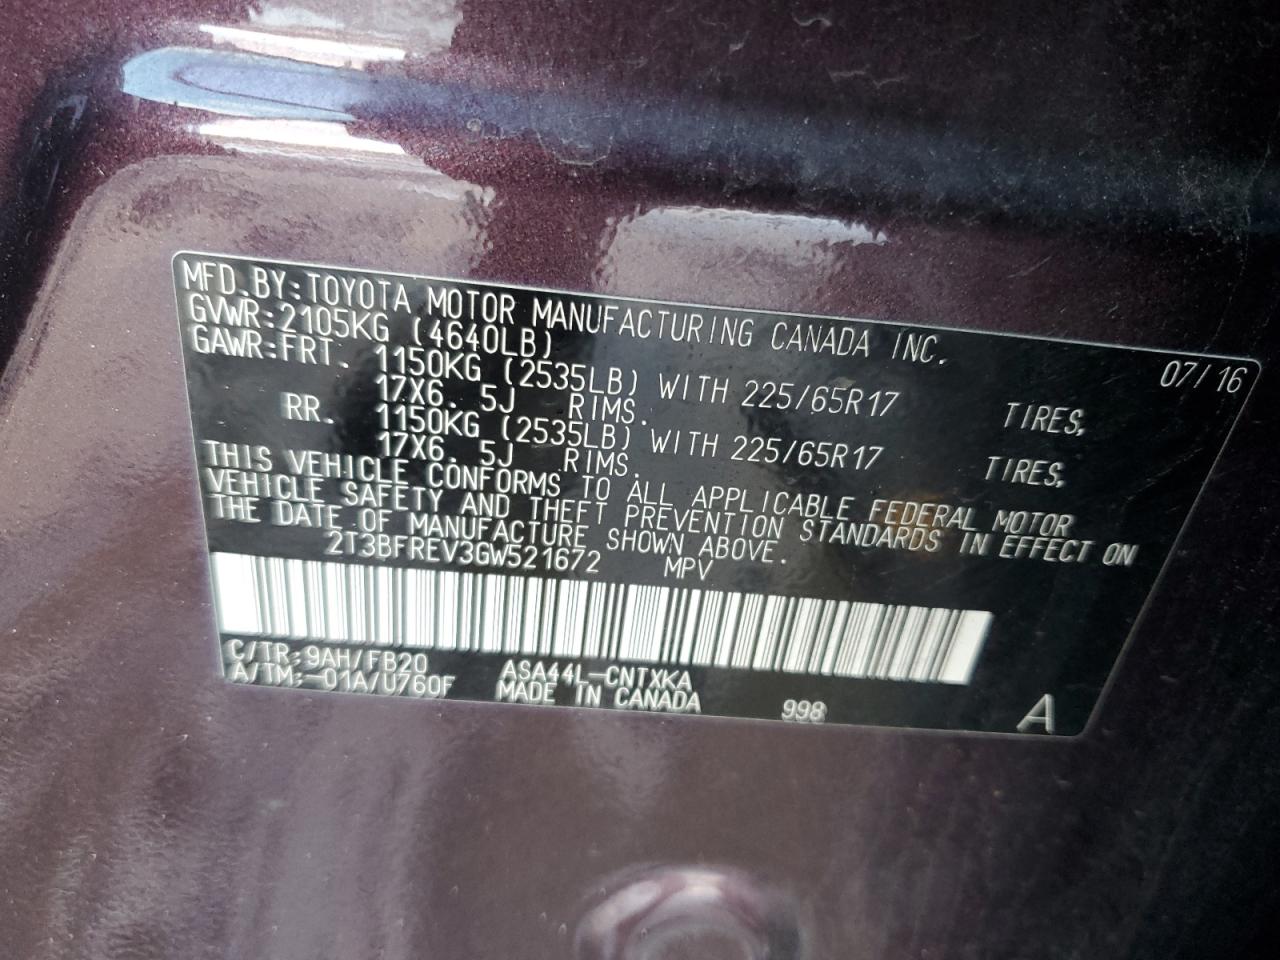 MFD.BY:TOYOTA MOTOR MANUFACTURING CANADA INC. 07/16
GVWR:2105KG (4640LB)
GAWR:FRT. 1150KG (2535LB) WITH 225/65R17 TIRES,
17X6. 5J RIMS.
RR. 1150KG (2535LB) WITH 225/65R17 TIRES,
17X6. 5J RIMS.
THIS VEHICLE CONFORMS TO ALL APPLICABLE FEDERAL MOTOR
VEHICLE SAFETY AND THEFT PREVENTION STANDARDS IN EFFECT ON
THE DATE OF MANUFACTURE SHOWN ABOVE.
2T3BFREV3GW521672 MPV
C/TR:9AH/FB20 ASA44L-CNTXKA
A/TM:-01A/U760F MADE IN CANADA 998 A